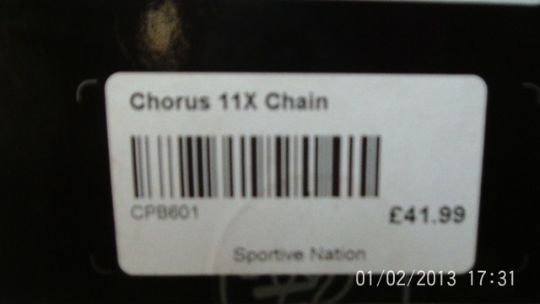 Chorus 11X Chain
CPB601
£41.99
Sportive Nation
01/02/2013 17:31